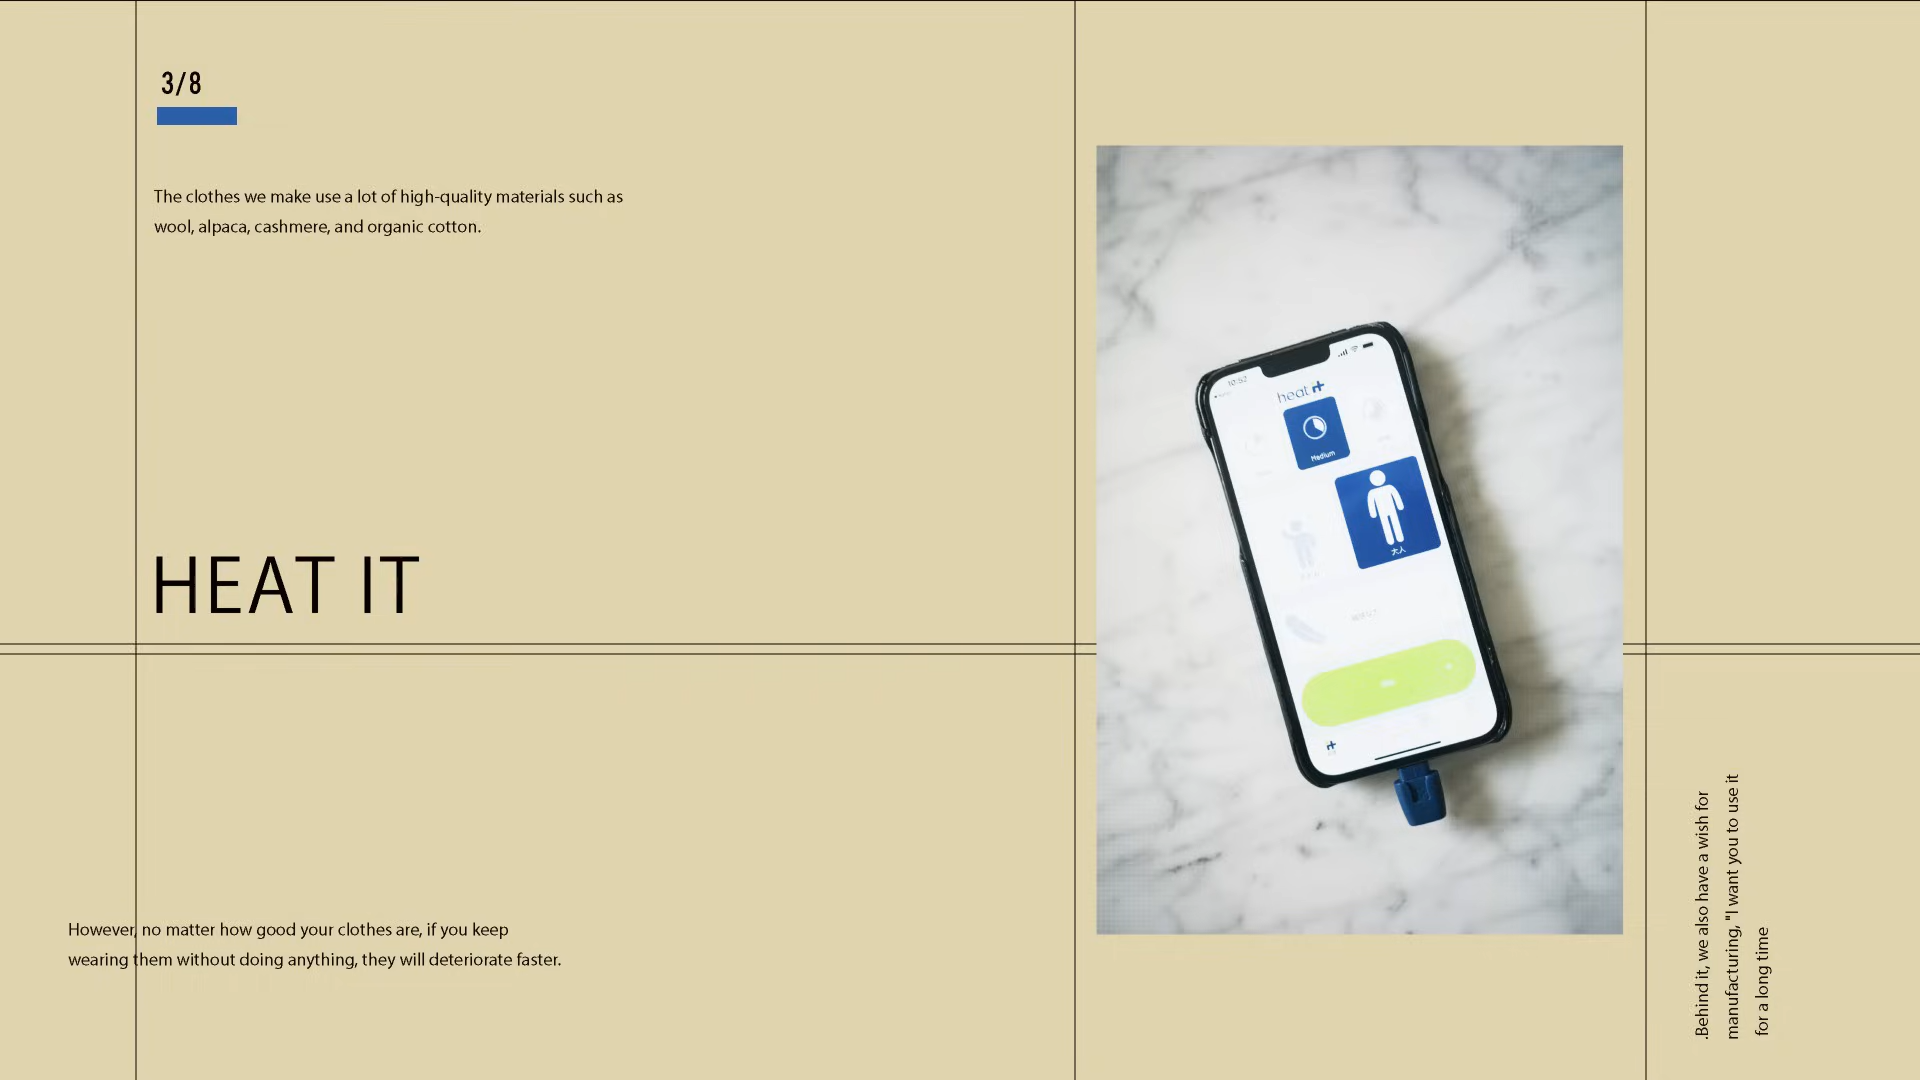 3/8
The clothes we make use a lot of high-quality materials such as
wool, alpaca, cashmere, and organic cotton.
HEAT IT
10:52
heat it
Medium
大人
However, no matter how good your clothes are, if you keep
wearing them without doing anything, they will deteriorate faster.
.Behind it, we also have a wish for
manufacturing, "I want you to use it
for a long time